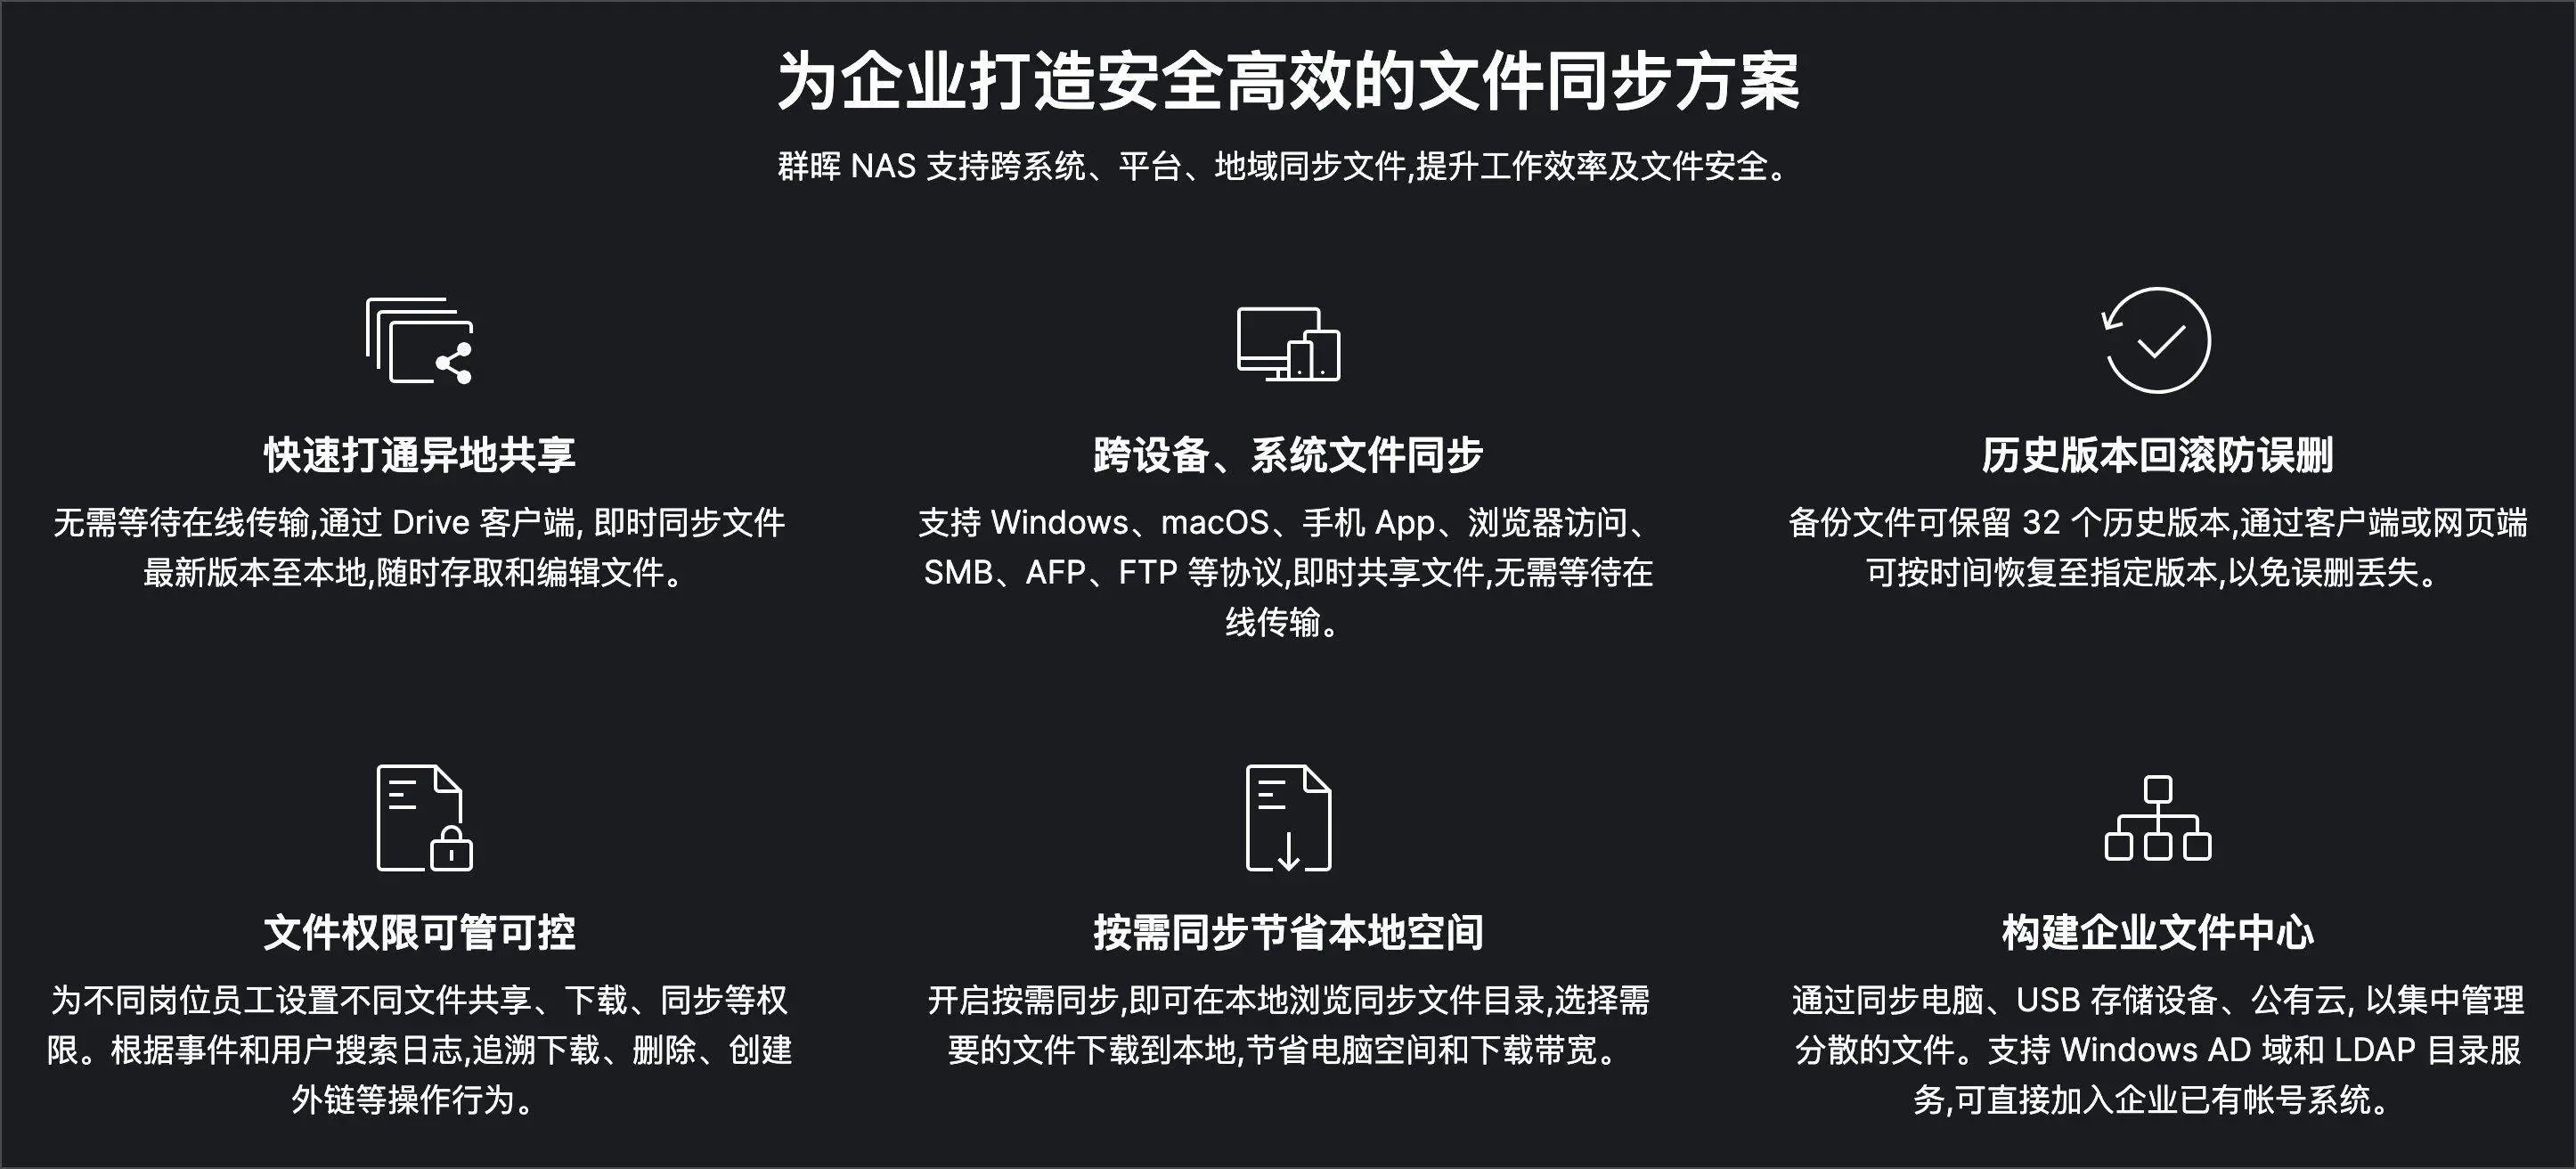 为企业打造安全高效的文件同步方案
群晖 NAS 支持跨系统、平台、地域同步文件,提升工作效率及文件安全。
快速打通异地共享
无需等待在线传输,通过 Drive 客户端, 即时同步文件
最新版本至本地,随时存取和编辑文件。
跨设备、系统文件同步
支持 Windows、macOS、手机 App、浏览器访问、
SMB、AFP、FTP 等协议,即时共享文件,无需等待在
线传输。
历史版本回滚防误删
备份文件可保留 32 个历史版本,通过客户端或网页端
可按时间恢复至指定版本,以免误删丢失。
文件权限可管可控
为不同岗位员工设置不同文件共享、下载、同步等权
限。根据事件和用户搜索日志,追溯下载、删除、创建
外链等操作行为。
按需同步节省本地空间
开启按需同步,即可在本地浏览同步文件目录,选择需
要的文件下载到本地,节省电脑空间和下载带宽。
构建企业文件中心
通过同步电脑、USB 存储设备、公有云, 以集中管理
分散的文件。支持 Windows AD 域和 LDAP 目录服
务,可直接加入企业已有帐号系统。